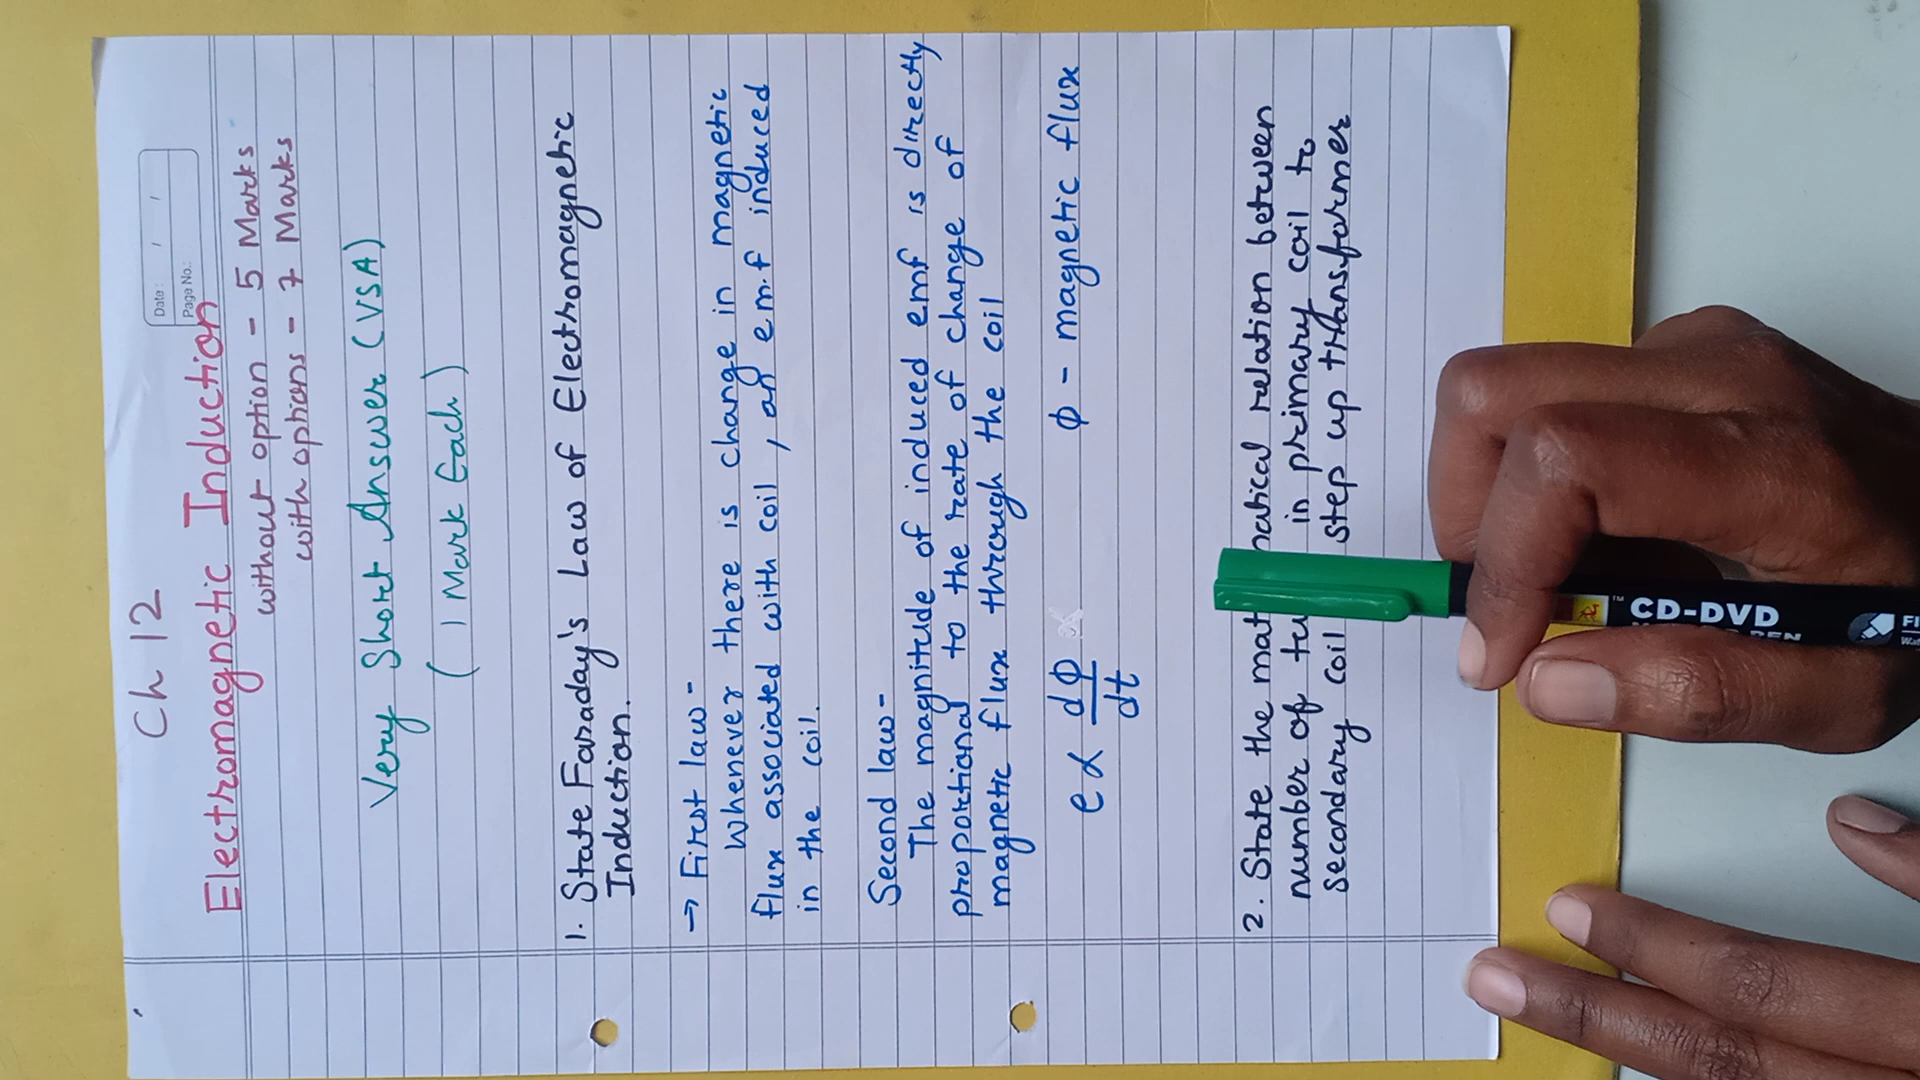 Date: / /
Page No.:
Ch 12
Electromagnetic Induction
without option - 5 Marks
with options - 7 Marks
Very Short Answer (VSA)
(1 Mark Each)
1. State Faraday's Law of Electromagnetic
Induction.
→ First law -
Whenever there is change in magnetic
flux associated with coil, an e.m.f induced
in the coil.
Second law -
The magnitude of induced emf is directly
proportional to the rate of change of
magnetic flux through the coil
e ∝ dϕ/dt ϕ - magnetic flux
2. State the relation between
number of in primary coil to
secondary coil step up transformer
CD-DVD